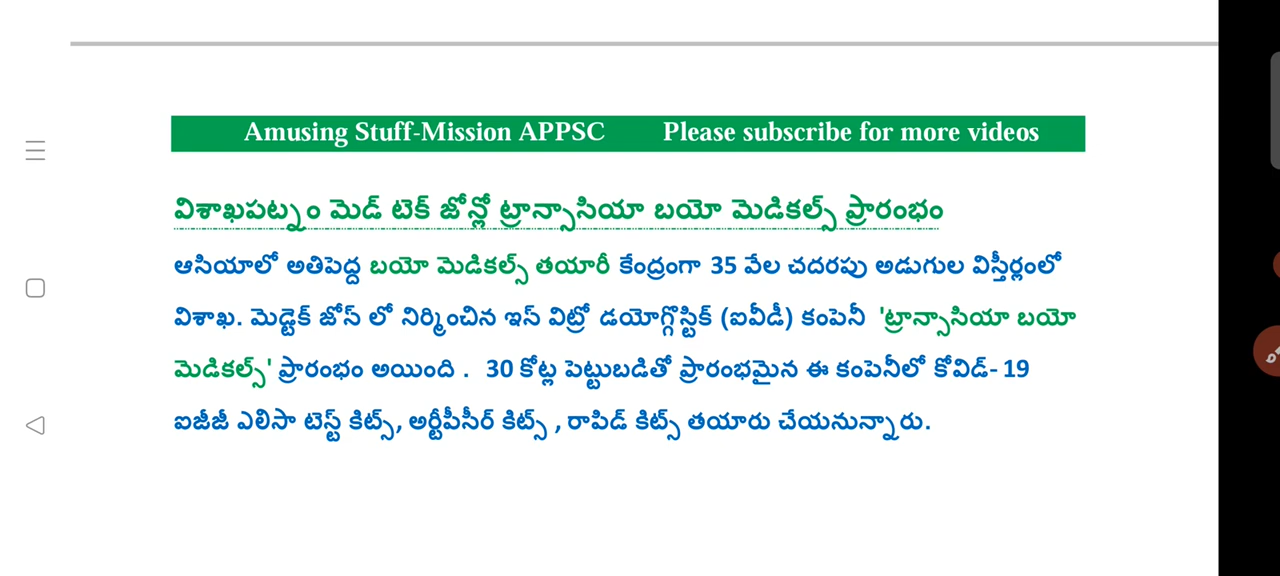 Amusing Stuff-Mission APPSC Please subscribe for more videos
విశాఖపట్నం మెడ్ టెక్ జోన్లో ట్రాన్సాసియా బయో మెడికల్స్ ప్రారంభం
ఆసియాలో అతిపెద్ద బయో మెడికల్స్ తయారీ కేంద్రంగా 35 వేల చదరపు అడుగుల విస్తీర్లంలో
విశాఖ. మెడ్టెక్ జోస్ లో నిర్మించిన ఇస్ విట్రో డయోగ్గొస్టిక్ (ఐవీడీ) కంపెనీ 'ట్రాన్సాసియా బయో
మెడికల్స్' ప్రారంభం అయింది . 30 కోట్ల పెట్టుబడితో ప్రారంభమైన ఈ కంపెనీలో కోవిడ్- 19
ఐజీజీ ఎలిసా టెస్ట్ కిట్స్, అర్టీపీసీర్ కిట్స్ , రాపిడ్ కిట్స్ తయారు చేయనున్నారు.